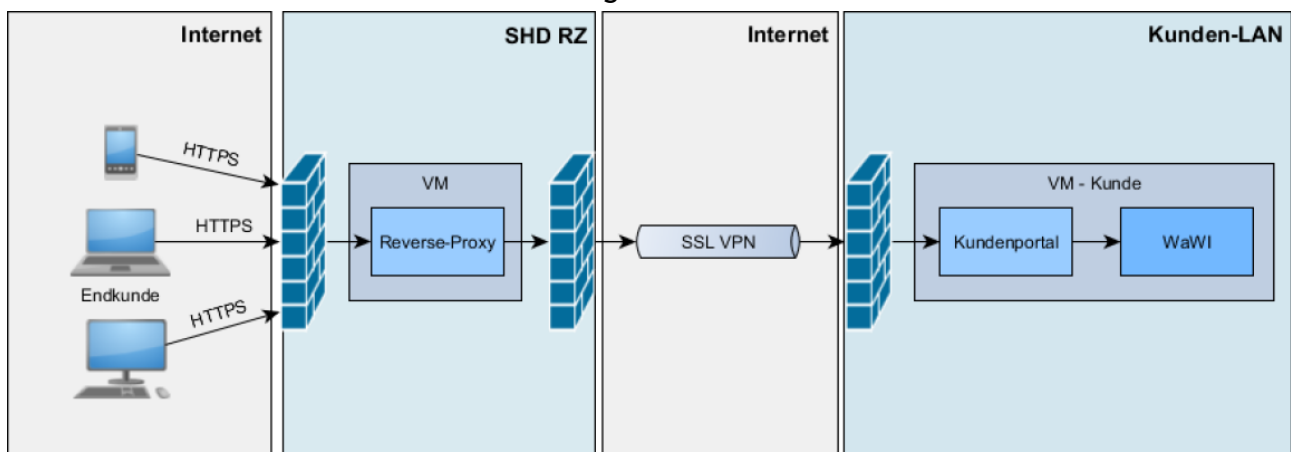 Internet
SHD RZ
Internet
Kunden-LAN
HTTPS
HTTPS
Endkunde
HTTPS
VM
Reverse-Proxy
SSL VPN
VM - Kunde
Kundenportal
WaWI